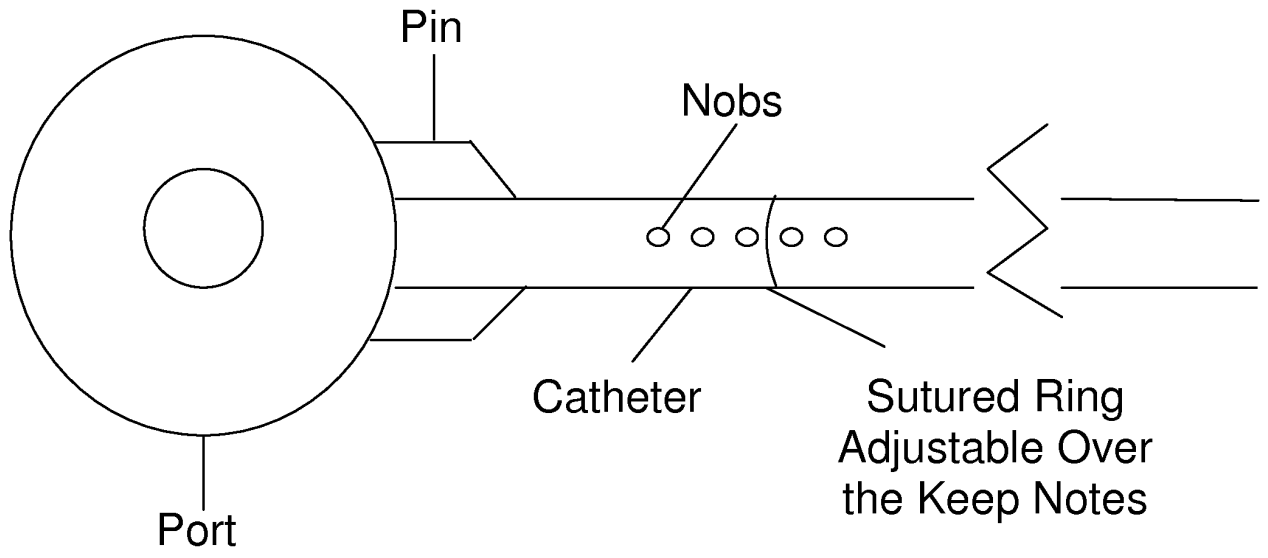 Pin
Nobs
Catheter
Sutured Ring
Adjustable Over
the Keep Notes
Port